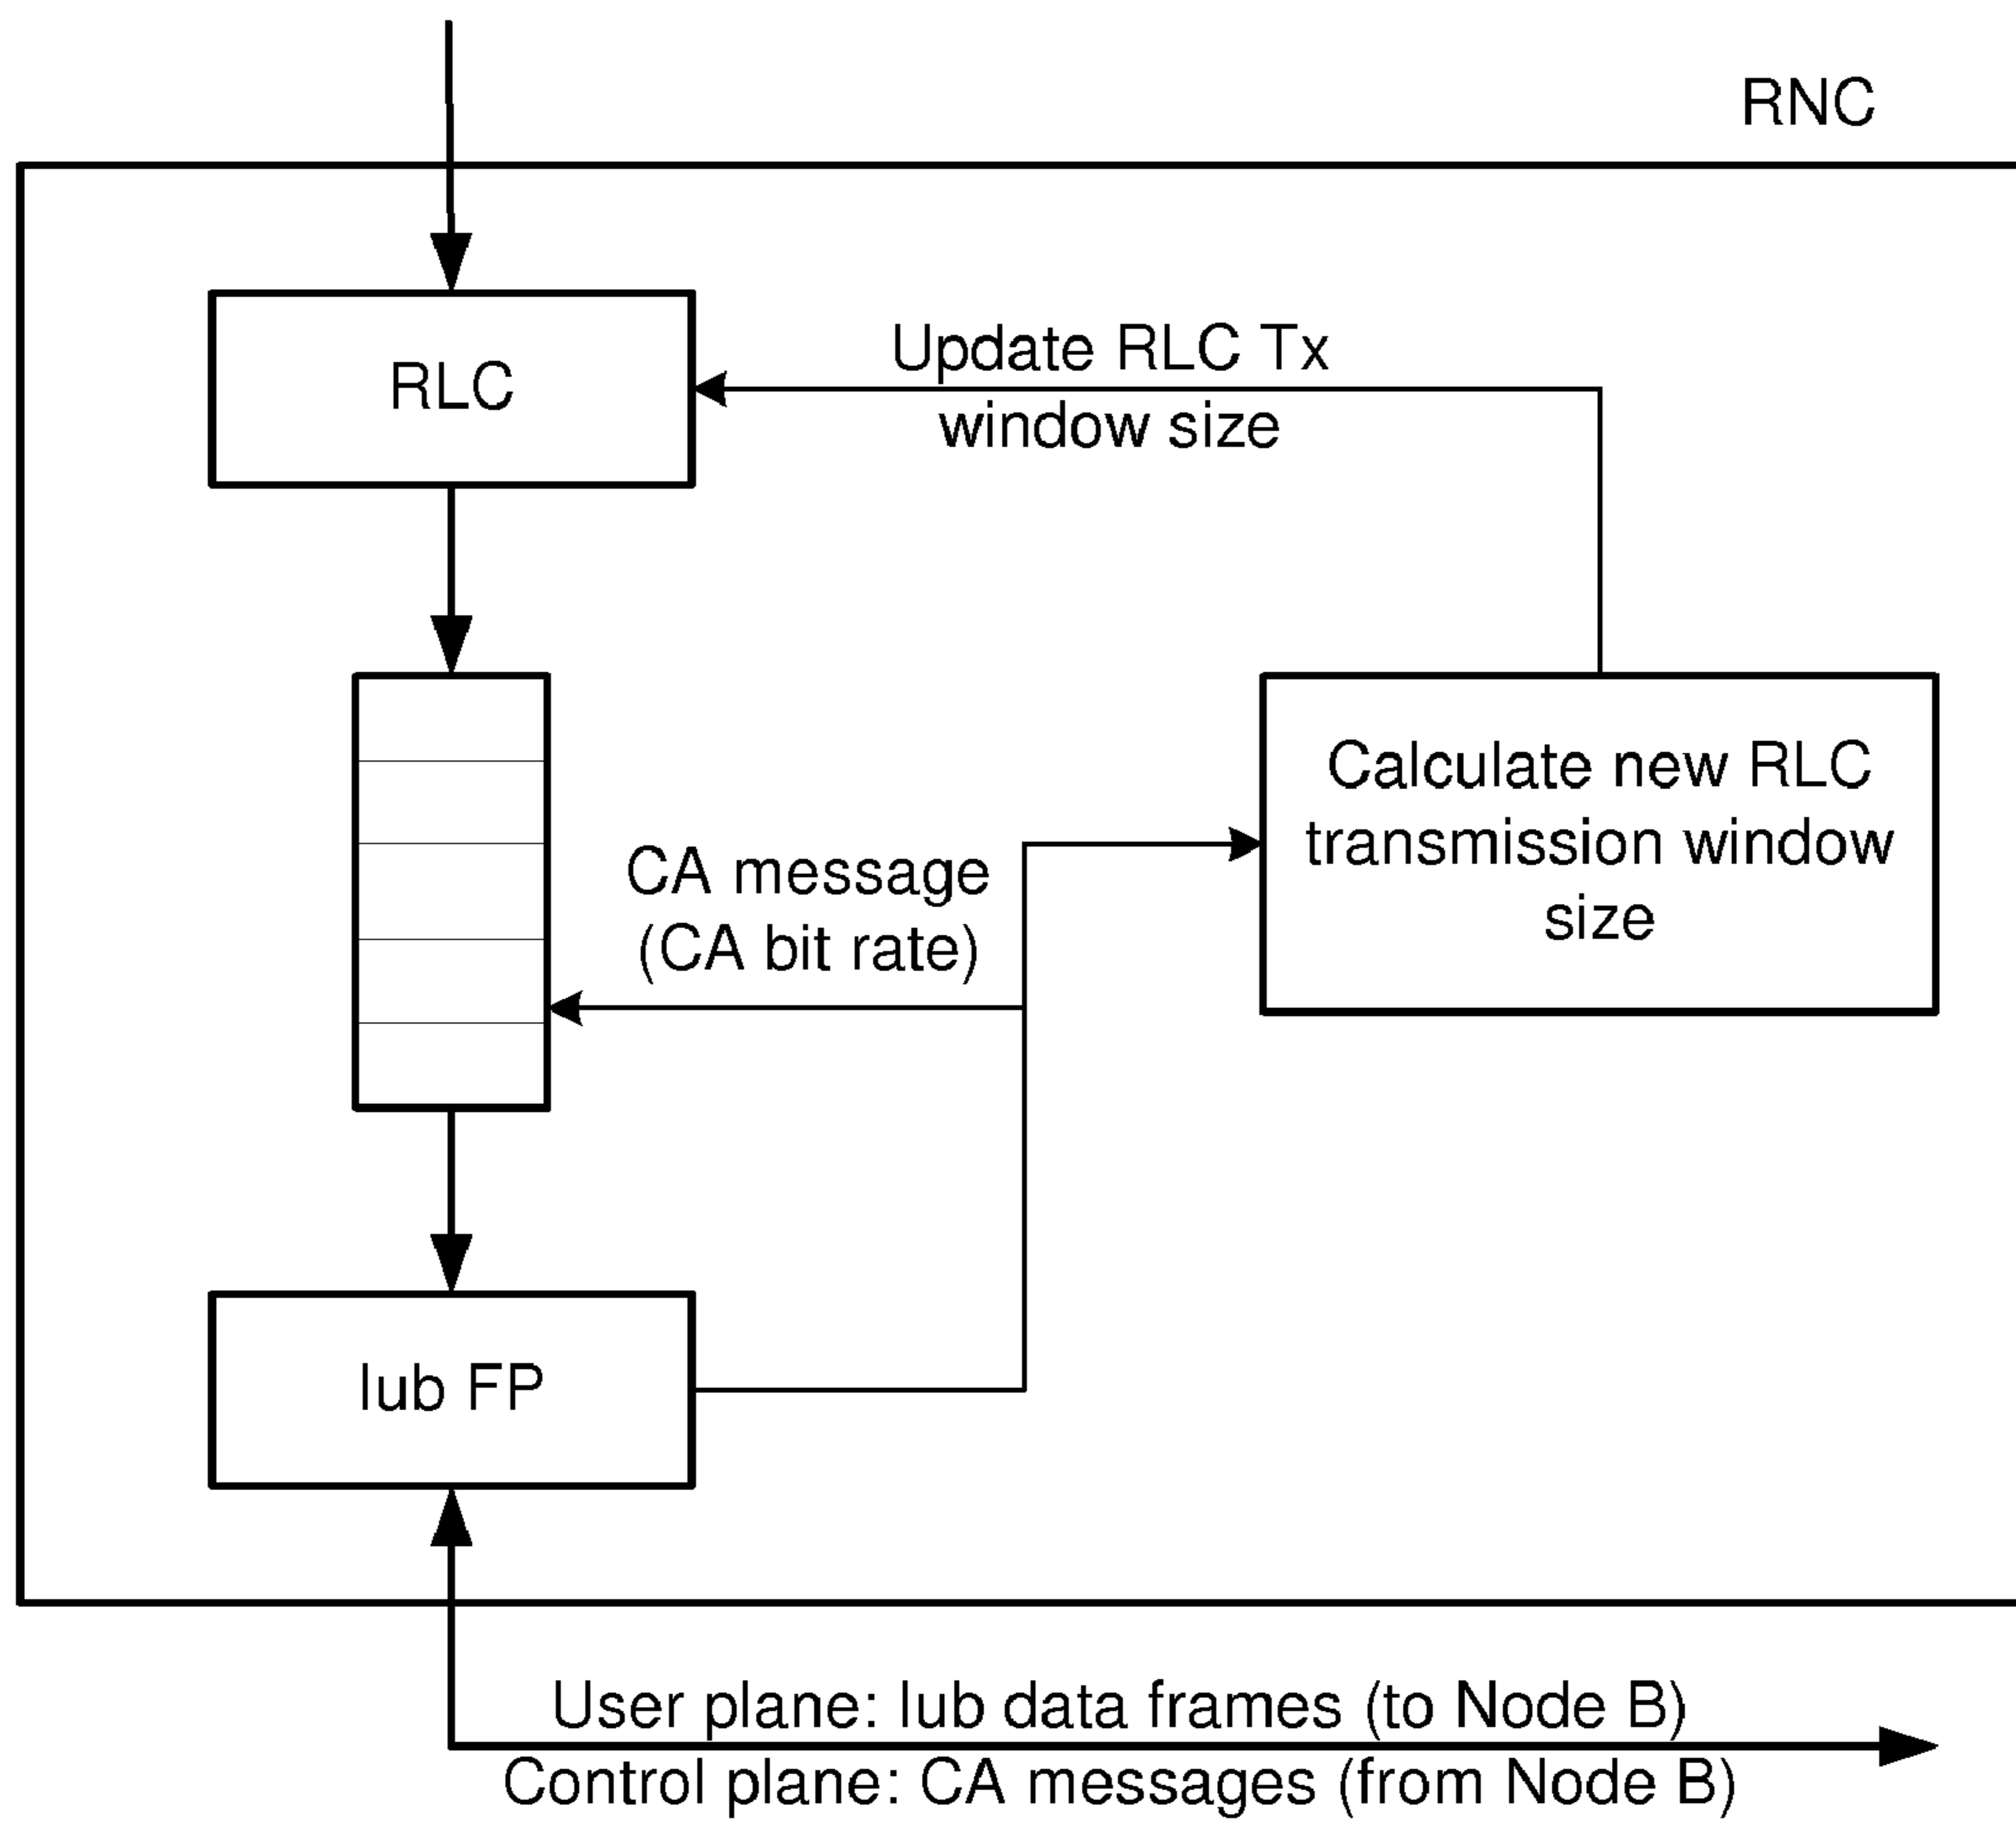 RNC
RLC
Update RLC Tx
window size
Calculate new RLC
transmission window
size
CA message
(CA bit rate)
Iub FP
User plane: Iub data frames (to Node B)
Control plane: CA messages (from Node B)